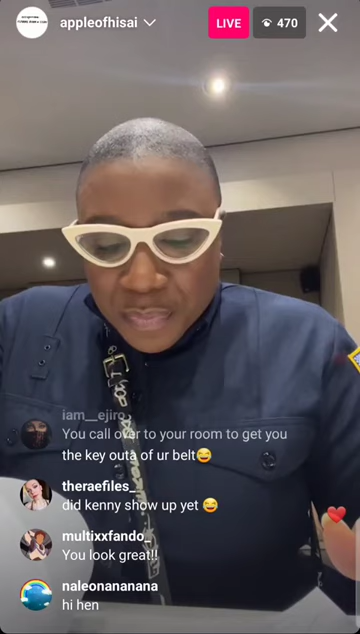 appleofhisai
LIVE
470
iam__ejiro
You call over to your room to get you
the key outa of ur belt😅
theraefiles_
did kenny show up yet 😅
multixxfando_
You look great!!
naleonananana
hi hen